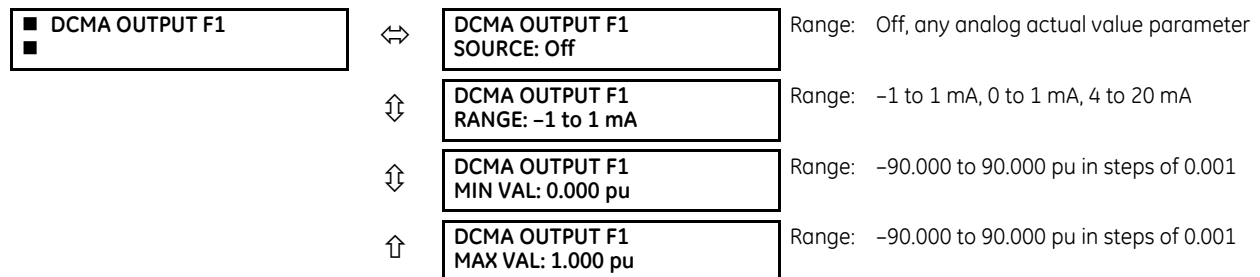 ■ DCMA OUTPUT F1
■
DCMA OUTPUT F1
SOURCE: Off
Range: Off, any analog actual value parameter
DCMA OUTPUT F1
RANGE: –1 to 1 mA
Range: –1 to 1 mA, 0 to 1 mA, 4 to 20 mA
DCMA OUTPUT F1
MIN VAL: 0.000 pu
Range: –90.000 to 90.000 pu in steps of 0.001
DCMA OUTPUT F1
MAX VAL: 1.000 pu
Range: –90.000 to 90.000 pu in steps of 0.001